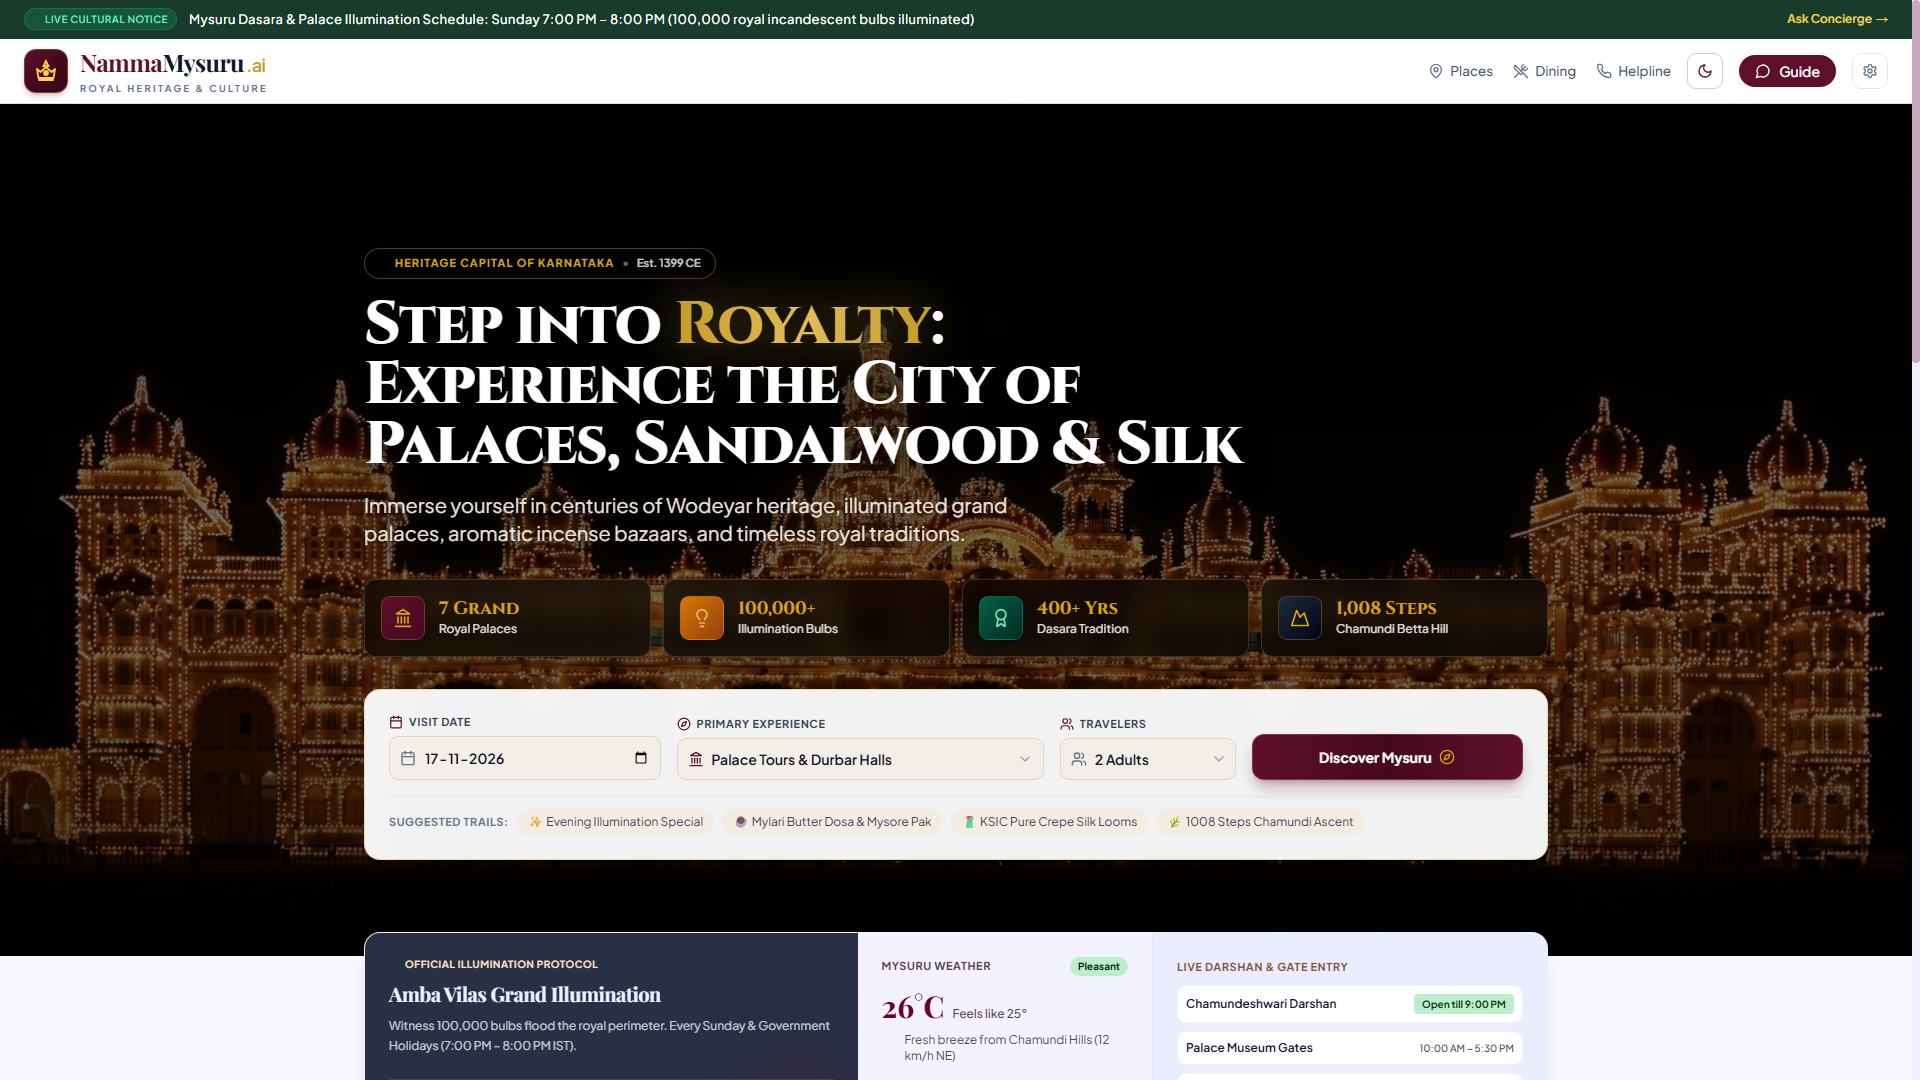 LIVE CULTURAL NOTICE
Mysuru Dasara & Palace Illumination Schedule: Sunday 7:00 PM – 8:00 PM (100,000 royal incandescent bulbs illuminated)
Ask Concierge →
NammaMysuru.ai
ROYAL HERITAGE & CULTURE
Places
Dining
Helpline
Guide
HERITAGE CAPITAL OF KARNATAKA • Est. 1399 CE
STEP INTO ROYALTY:
EXPERIENCE THE CITY OF
PALACES, SANDALWOOD & SILK
Immerse yourself in centuries of Wodeyar heritage, illuminated grand
palaces, aromatic incense bazaars, and timeless royal traditions.
7 GRAND
Royal Palaces
100,000+
Illumination Bulbs
400+ YRS
Dasara Tradition
1,008 STEPS
Chamundi Betta Hill
VISIT DATE
17-11-2026
PRIMARY EXPERIENCE
Palace Tours & Durbar Halls
TRAVELERS
2 Adults
Discover Mysuru
SUGGESTED TRAILS:
Evening Illumination Special
Mylari Butter Dosa & Mysore Pak
KSIC Pure Crepe Silk Looms
1008 Steps Chamundi Ascent
OFFICIAL ILLUMINATION PROTOCOL
Amba Vilas Grand Illumination
Witness 100,000 bulbs flood the royal perimeter. Every Sunday & Government
Holidays (7:00 PM – 8:00 PM IST).
MYSURU WEATHER
Pleasant
26°C Feels like 25°
Fresh breeze from Chamundi Hills (12
km/h NE)
LIVE DARSHAN & GATE ENTRY
Chamundeshwari Darshan
Open till 9:00 PM
Palace Museum Gates
10:00 AM – 5:30 PM